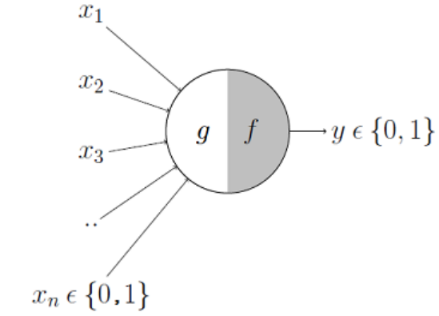 x₁
x₂
x₃
g f y ϵ {0, 1}
..
xₙ ϵ {0,1}